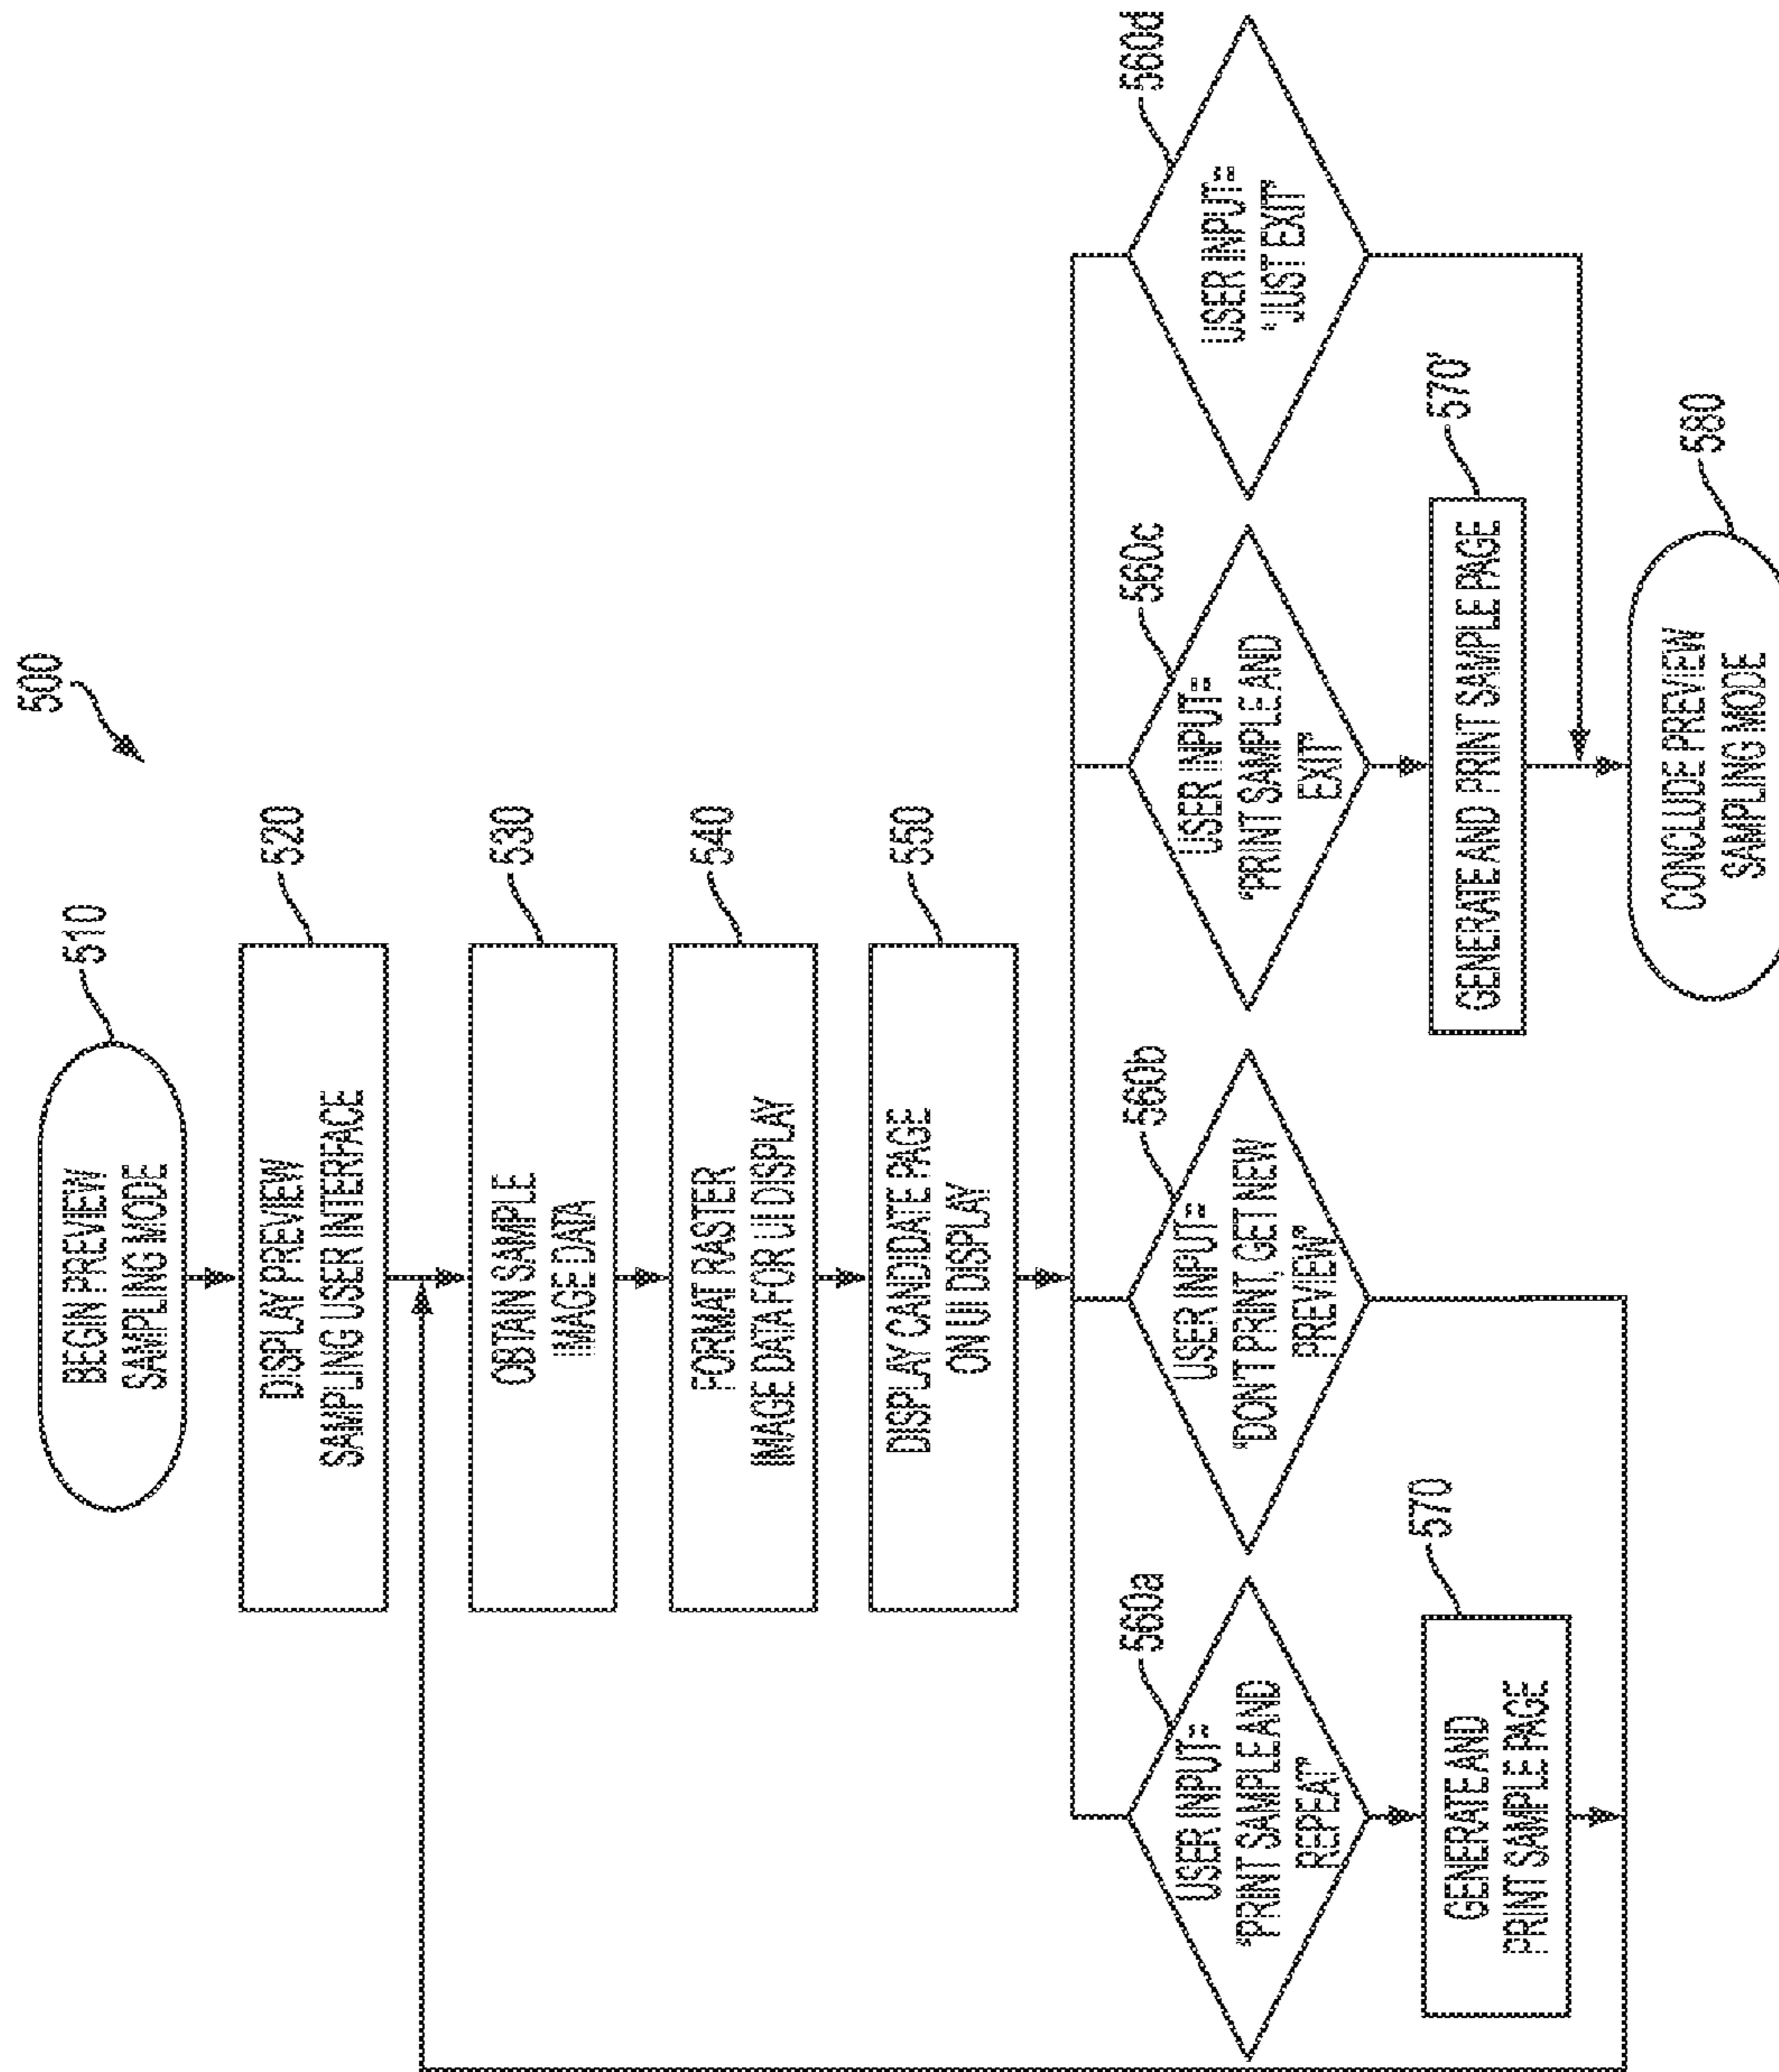 500
510
BEGIN PREVIEW
SAMPLING MODE
520
DISPLAY PREVIEW
SAMPLING USER INTERFACE
530
OBTAIN SAMPLE
IMAGE DATA
540
FORMAT RASTER
IMAGE DATA FOR UI DISPLAY
550
DISPLAY CANDIDATE PAGE
ON UI DISPLAY
560a
USER INPUT=
"PRINT SAMPLE AND
REPEAT"
560b
USER INPUT=
"DON'T PRINT, GET NEW
PREVIEW"
560c
USER INPUT=
"PRINT SAMPLE AND
EXIT"
560d
USER INPUT=
"JUST EXIT"
570
GENERATE AND
PRINT SAMPLE PAGE
570'
GENERATE AND PRINT SAMPLE PAGE
580
CONCLUDE PREVIEW
SAMPLING MODE